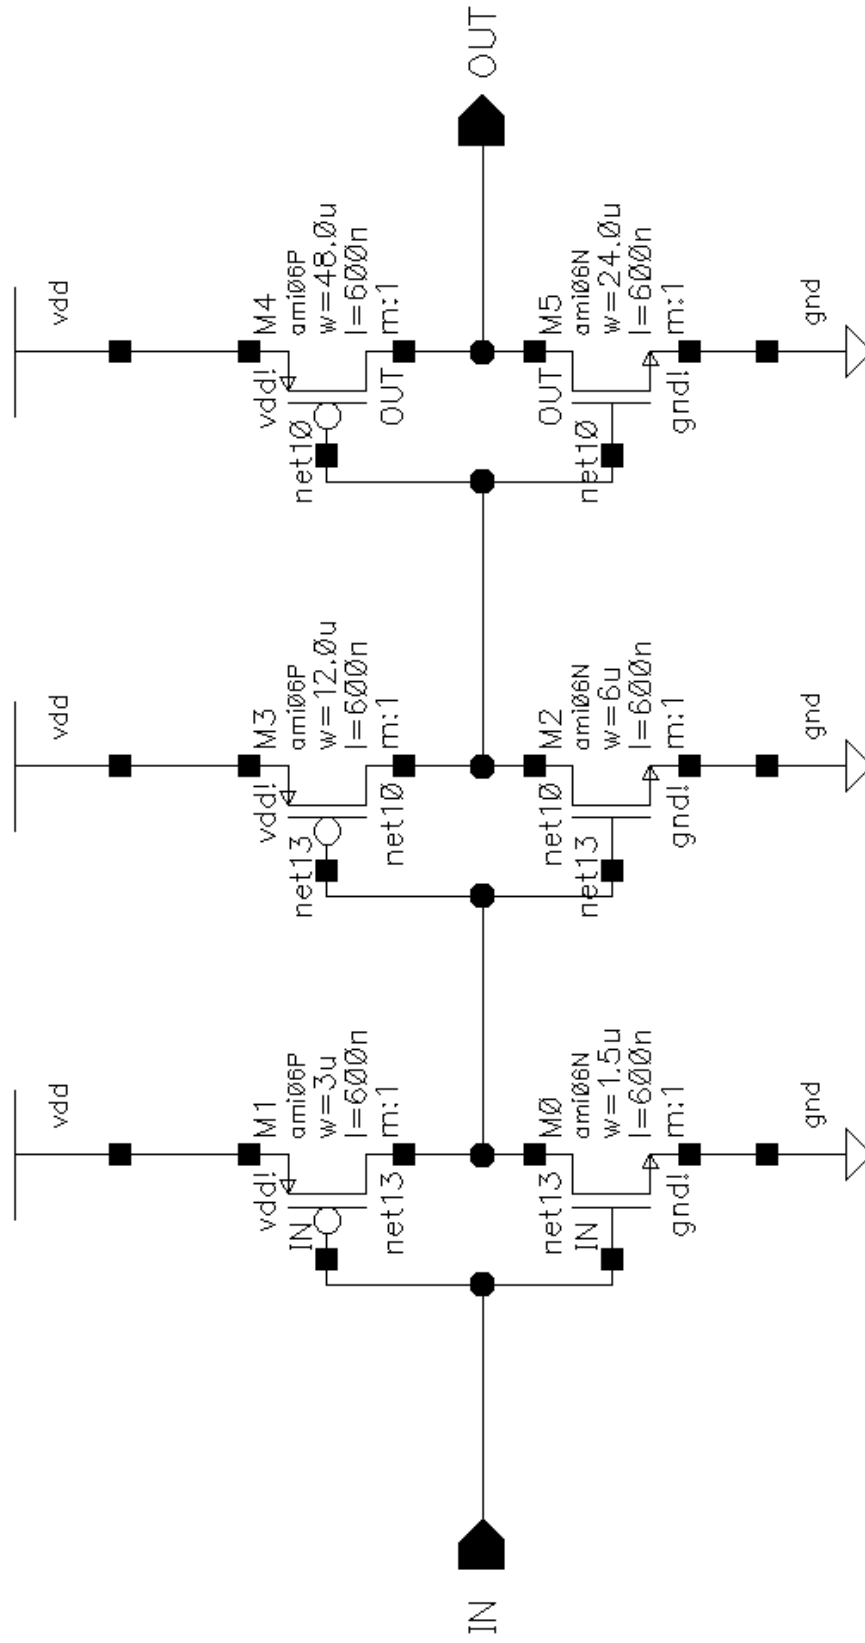 IN
vdd
M1
ami06P
w=3u
l=600n
m:1
vdd!
IN
net13
M0
ami06N
w=1.5u
l=600n
m:1
net13
IN
gnd!
gnd
vdd
M3
ami06P
w=12.0u
l=600n
m:1
vdd!
net13
net10
M2
ami06N
w=6u
l=600n
m:1
net10
net13
gnd!
gnd
vdd
M4
ami06P
w=48.0u
l=600n
m:1
vdd!
net10
OUT
M5
ami06N
w=24.0u
l=600n
m:1
OUT
net10
gnd!
gnd
OUT